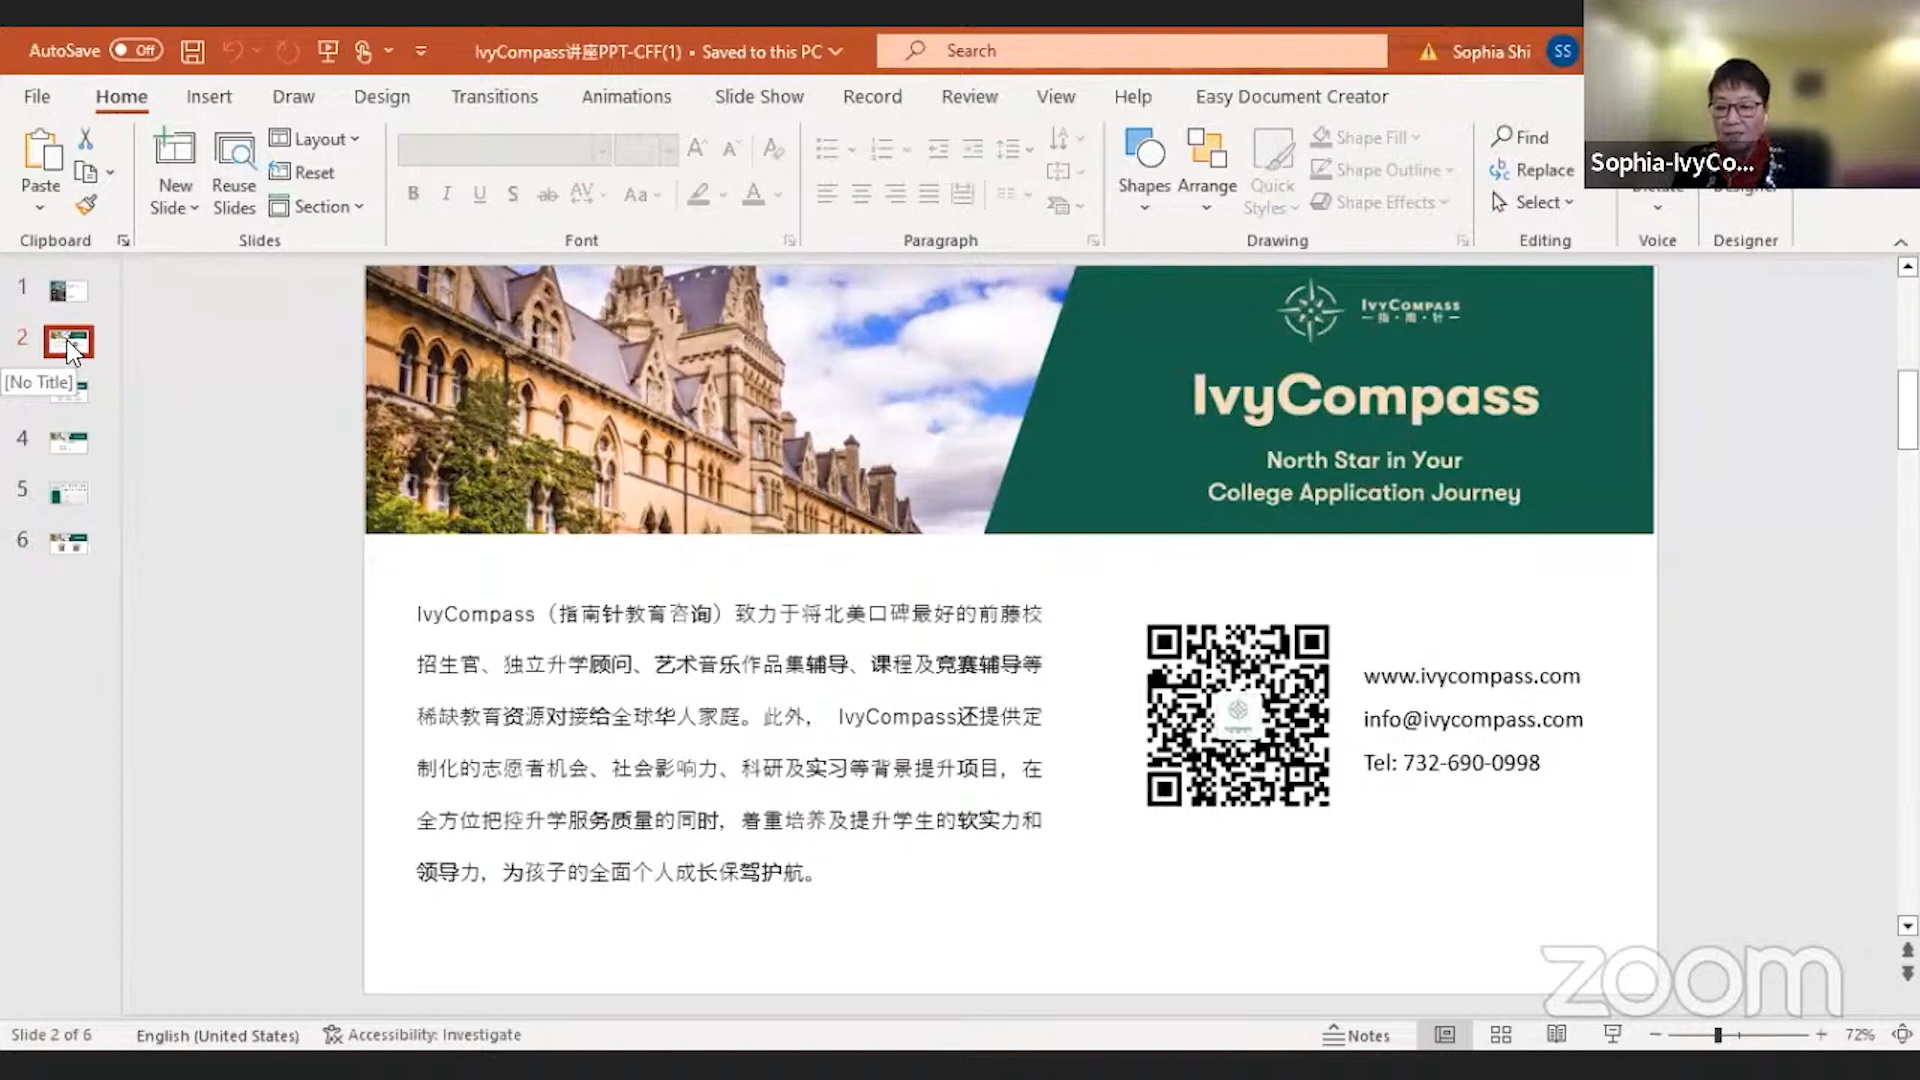 AutoSave Off
IvyCompass讲座PPT-CFF(1) • Saved to this PC
Search
Sophia Shi SS
File Home Insert Draw Design Transitions Animations Slide Show Record Review View Help Easy Document Creator
Paste
Clipboard
New Slide
Reuse Slides
Layout
Reset
Section
Slides
B I U S ab AV Aa A
Font
Paragraph
Shapes
Arrange
Quick Styles
Shape Fill
Shape Outline
Shape Effects
Drawing
Find
Replace
Select
Editing
Voice
Designer
Sophia-IvyCo...
1
2
[No Title]
4
5
6
IvyCompass
指·南·针
IvyCompass
North Star in Your
College Application Journey
IvyCompass（指南针教育咨询）致力于将北美口碑最好的前藤校
招生官、独立升学顾问、艺术音乐作品集辅导、课程及竞赛辅导等
稀缺教育资源对接给全球华人家庭。此外， IvyCompass还提供定
制化的志愿者机会、社会影响力、科研及实习等背景提升项目，在
全方位把控升学服务质量的同时，着重培养及提升学生的软实力和
领导力，为孩子的全面个人成长保驾护航。
www.ivycompass.com
info@ivycompass.com
Tel: 732-690-0998
zoom
Slide 2 of 6 English (United States) Accessibility: Investigate Notes 72%